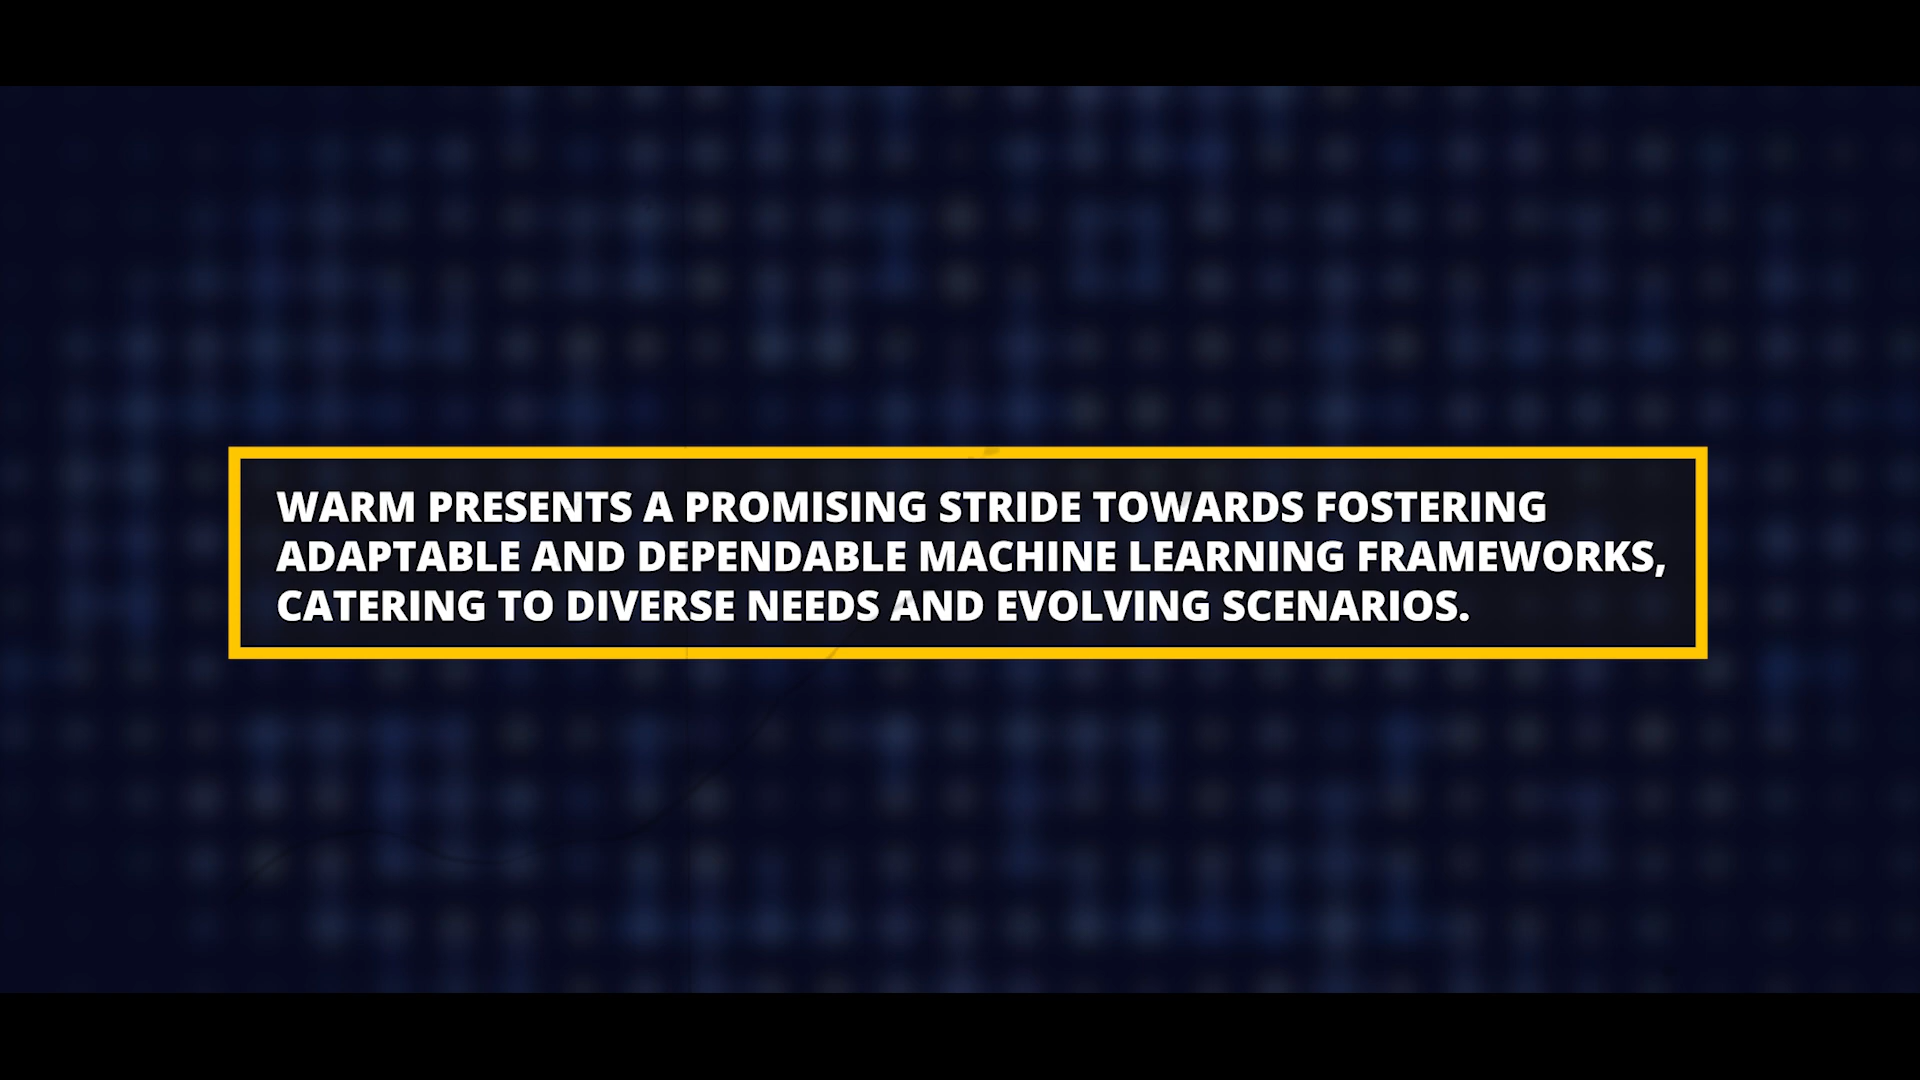 WARM PRESENTS A PROMISING STRIDE TOWARDS FOSTERING
ADAPTABLE AND DEPENDABLE MACHINE LEARNING FRAMEWORKS,
CATERING TO DIVERSE NEEDS AND EVOLVING SCENARIOS.